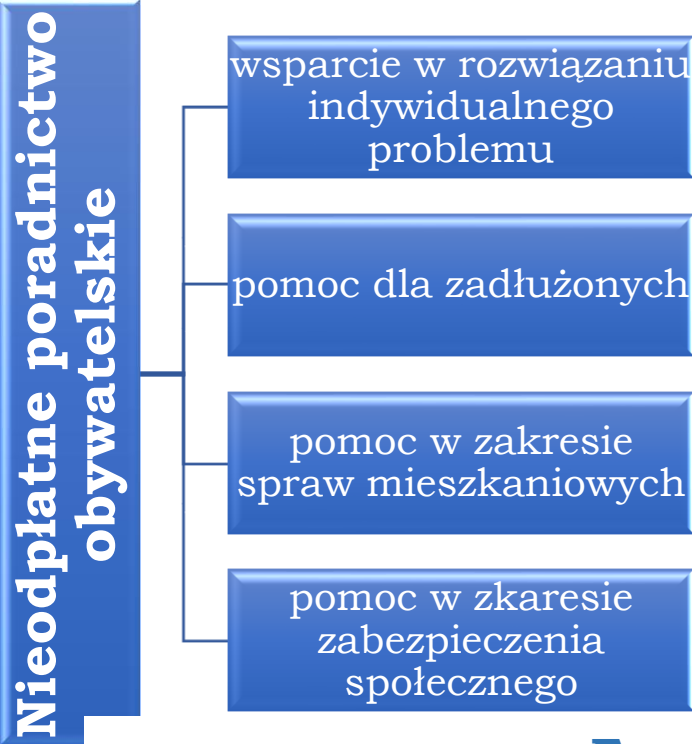 Nieodpłatne poradnictwo
obywatelskie
wsparcie w rozwiązaniu
indywidualnego
problemu
pomoc dla zadłużonych
pomoc w zakresie
spraw mieszkaniowych
pomoc w zkaresie
zabezpieczenia
społecznego